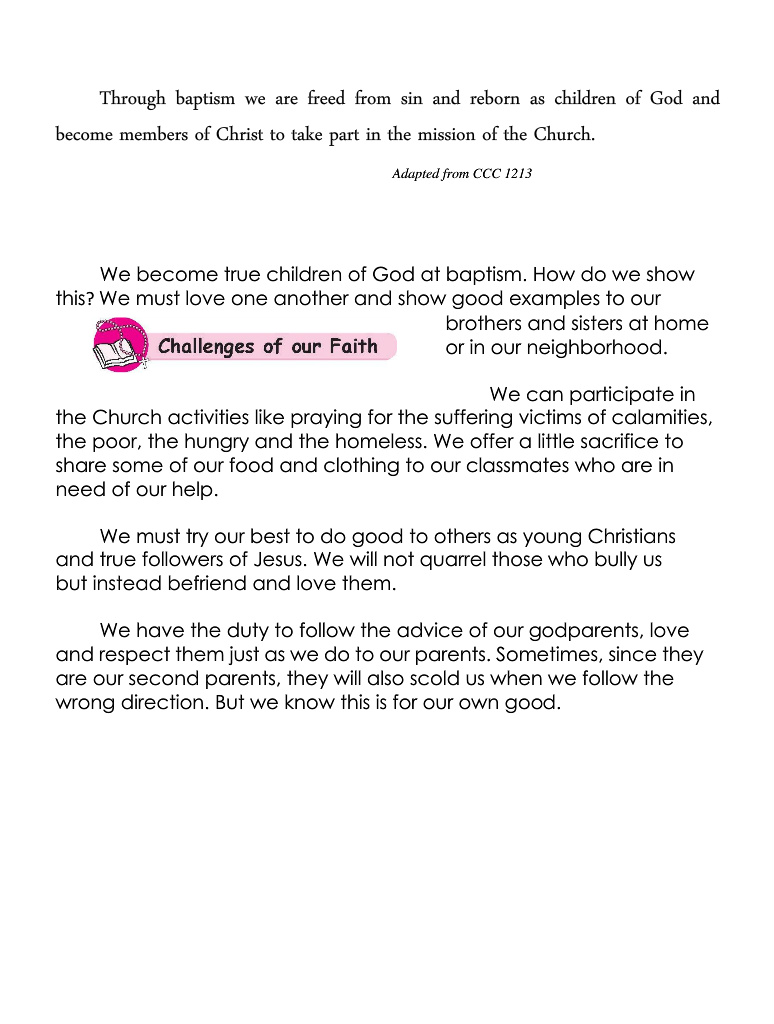 Through baptism we are freed from sin and reborn as children of God and
become members of Christ to take part in the mission of the Church.
Adapted from CCC 1213
We become true children of God at baptism. How do we show
this? We must love one another and show good examples to our
brothers and sisters at home
or in our neighborhood.
Challenges of our Faith
We can participate in
the Church activities like praying for the suffering victims of calamities,
the poor, the hungry and the homeless. We offer a little sacrifice to
share some of our food and clothing to our classmates who are in
need of our help.
We must try our best to do good to others as young Christians
and true followers of Jesus. We will not quarrel those who bully us
but instead befriend and love them.
We have the duty to follow the advice of our godparents, love
and respect them just as we do to our parents. Sometimes, since they
are our second parents, they will also scold us when we follow the
wrong direction. But we know this is for our own good.